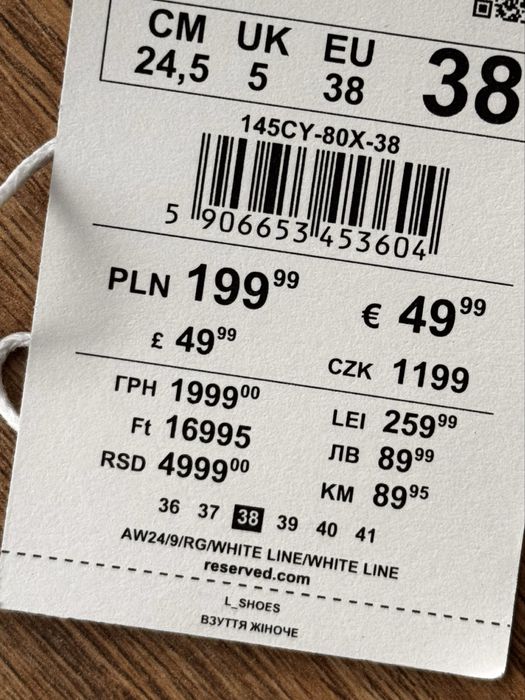 CM UK EU
24,5 5 38 38
145CY-80X-38
5 906653 453604
PLN 199⁹⁹ € 49⁹⁹
£ 49⁹⁹ CZK 1199
ГРН 1999⁰⁰ LEI 259⁹⁹
Ft 16995 ЛВ 89⁹⁹
RSD 4999⁰⁰ KM 89⁹⁵
36 37 38 39 40 41
AW24/9/RG/WHITE LINE/WHITE LINE
reserved.com
L_SHOES
ВЗУТТЯ ЖІНОЧЕ